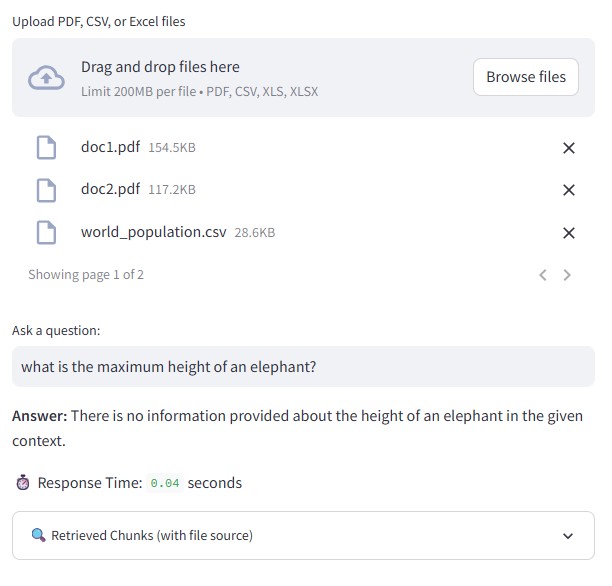 Upload PDF, CSV, or Excel files
Drag and drop files here
Limit 200MB per file • PDF, CSV, XLS, XLSX
Browse files
doc1.pdf 154.5KB
doc2.pdf 117.2KB
world_population.csv 28.6KB
Showing page 1 of 2
Ask a question:
what is the maximum height of an elephant?
Answer: There is no information provided about the height of an elephant in the given
context.
Response Time: 0.04 seconds
Retrieved Chunks (with file source)